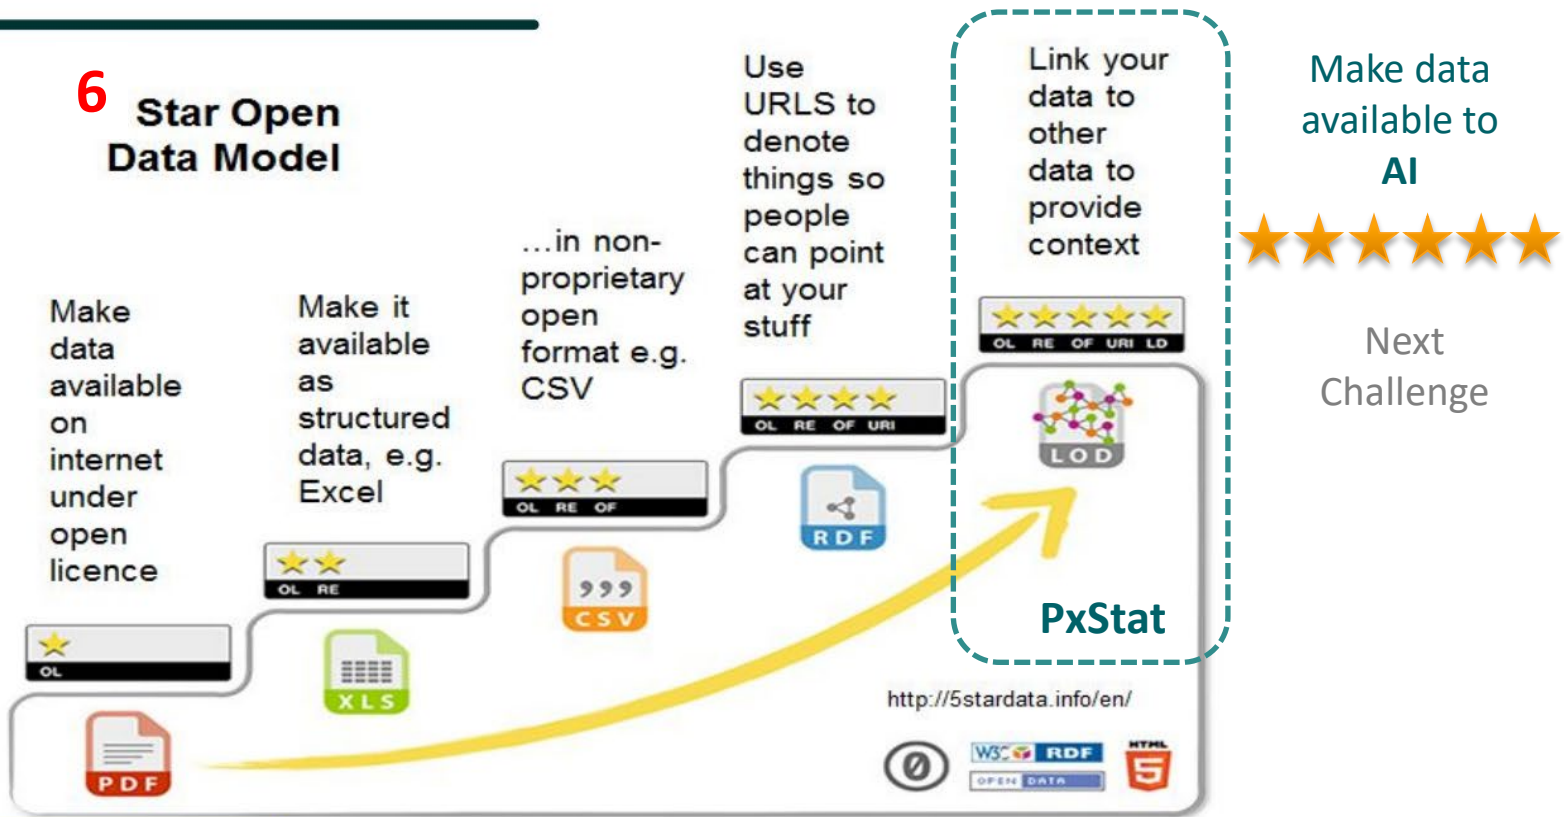 6 Star Open
Data Model
Make
data
available
on
internet
under
open
licence
OL
PDF
Make it
available
as
structured
data, e.g.
Excel
OL RE
XLS
...in non-
proprietary
open
format e.g.
CSV
OL RE OF
,,,
CSV
Use
URLS to
denote
things so
people
can point
at your
stuff
OL RE OF URI
RDF
Link your
data to
other
data to
provide
context
OL RE OF URI LD
LOD
PxStat
Make data
available to
AI
Next
Challenge
http://5stardata.info/en/
0
W3C RDF
OPEN DATA
HTML
5